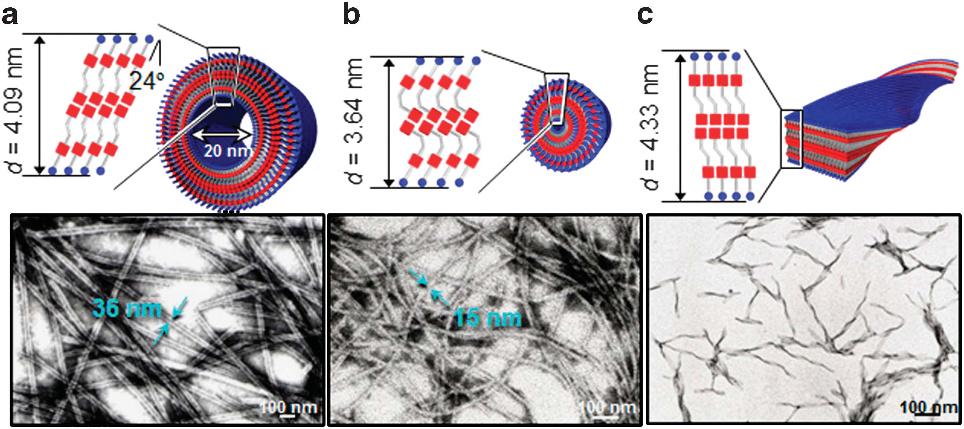 a
d = 4.09 nm
24º
20 nm
36 nm
100 nm
b
d = 3.64 nm
15 nm
100 nm
c
d = 4.33 nm
100 nm